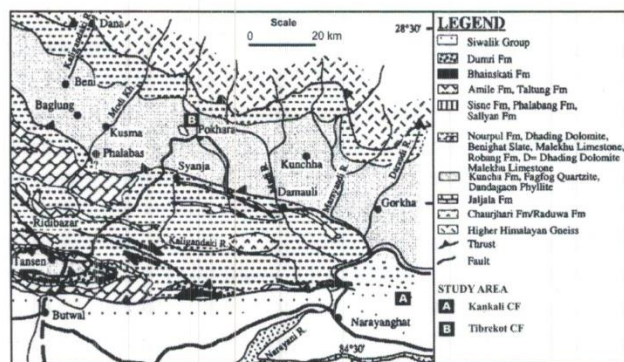 Scale
0 20 km
28°30'
Dana
Kaligandaki R.
Beni
Modi Kh.
Baglung
Kusma
B
Pokhara
Phalabas
Syanja
Kunchha
Damauli
Gorkha
Ridibazar
Kaligandaki R.
Tansen
A
Butwal
Narayanghat
Narayani R.
84°30'
LEGEND
Siwalik Group
Dumri Fm
Bhainskati Fm
Amile Fm, Taltung Fm
Sisne Fm, Phalabang Fm,
Sallyan Fm
Nourpul Fm, Dhading Dolomite,
Benighat Slate, Malekhu Limestone,
Robang Fm, D= Dhading Dolomite
Malekhu Limestone
Kuncha Fm, Fagfog Quartzite,
Dandagaon Phyllite
Jaljala Fm
Chaurjhari Fm/Raduwa Fm
Higher Himalayan Gneiss
Thrust
Fault
STUDY AREA
A Kankali CF
B Tibrekot CF